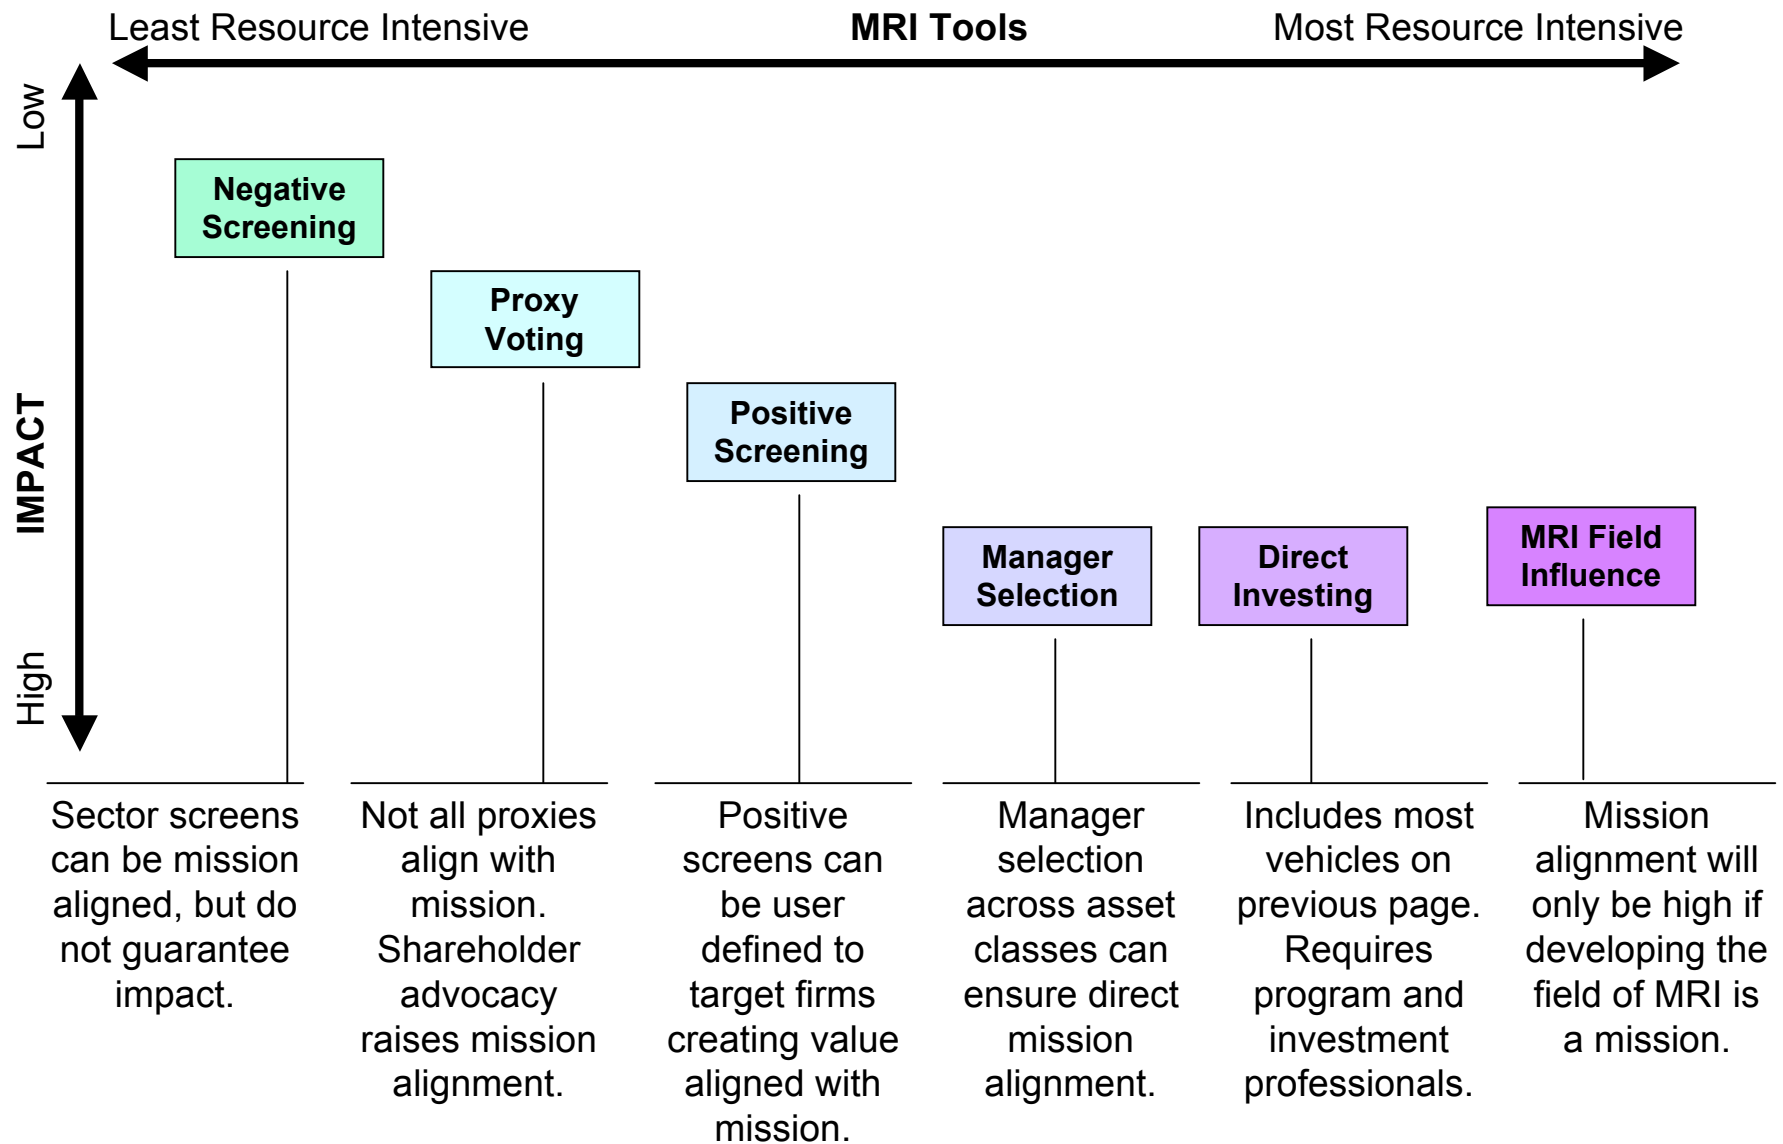 Least Resource Intensive
MRI Tools
Most Resource Intensive
Low
IMPACT
High
Negative
Screening
Proxy
Voting
Positive
Screening
Manager
Selection
Direct
Investing
MRI Field
Influence
Sector screens
can be mission
aligned, but do
not guarantee
impact.
Not all proxies
align with
mission.
Shareholder
advocacy
raises mission
alignment.
Positive
screens can
be user
defined to
target firms
creating value
aligned with
mission.
Manager
selection
across asset
classes can
ensure direct
mission
alignment.
Includes most
vehicles on
previous page.
Requires
program and
investment
professionals.
Mission
alignment will
only be high if
developing the
field of MRI is
a mission.